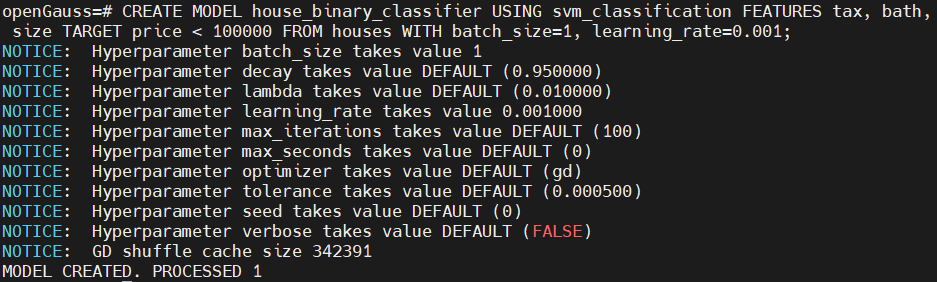 openGauss=# CREATE MODEL house_binary_classifier USING svm_classification FEATURES tax, bath,
 size TARGET price < 100000 FROM houses WITH batch_size=1, learning_rate=0.001;
NOTICE:  Hyperparameter batch_size takes value 1
NOTICE:  Hyperparameter decay takes value DEFAULT (0.950000)
NOTICE:  Hyperparameter lambda takes value DEFAULT (0.010000)
NOTICE:  Hyperparameter learning_rate takes value 0.001000
NOTICE:  Hyperparameter max_iterations takes value DEFAULT (100)
NOTICE:  Hyperparameter max_seconds takes value DEFAULT (0)
NOTICE:  Hyperparameter optimizer takes value DEFAULT (gd)
NOTICE:  Hyperparameter tolerance takes value DEFAULT (0.000500)
NOTICE:  Hyperparameter seed takes value DEFAULT (0)
NOTICE:  Hyperparameter verbose takes value DEFAULT (FALSE)
NOTICE:  GD shuffle cache size 342391
MODEL CREATED. PROCESSED 1